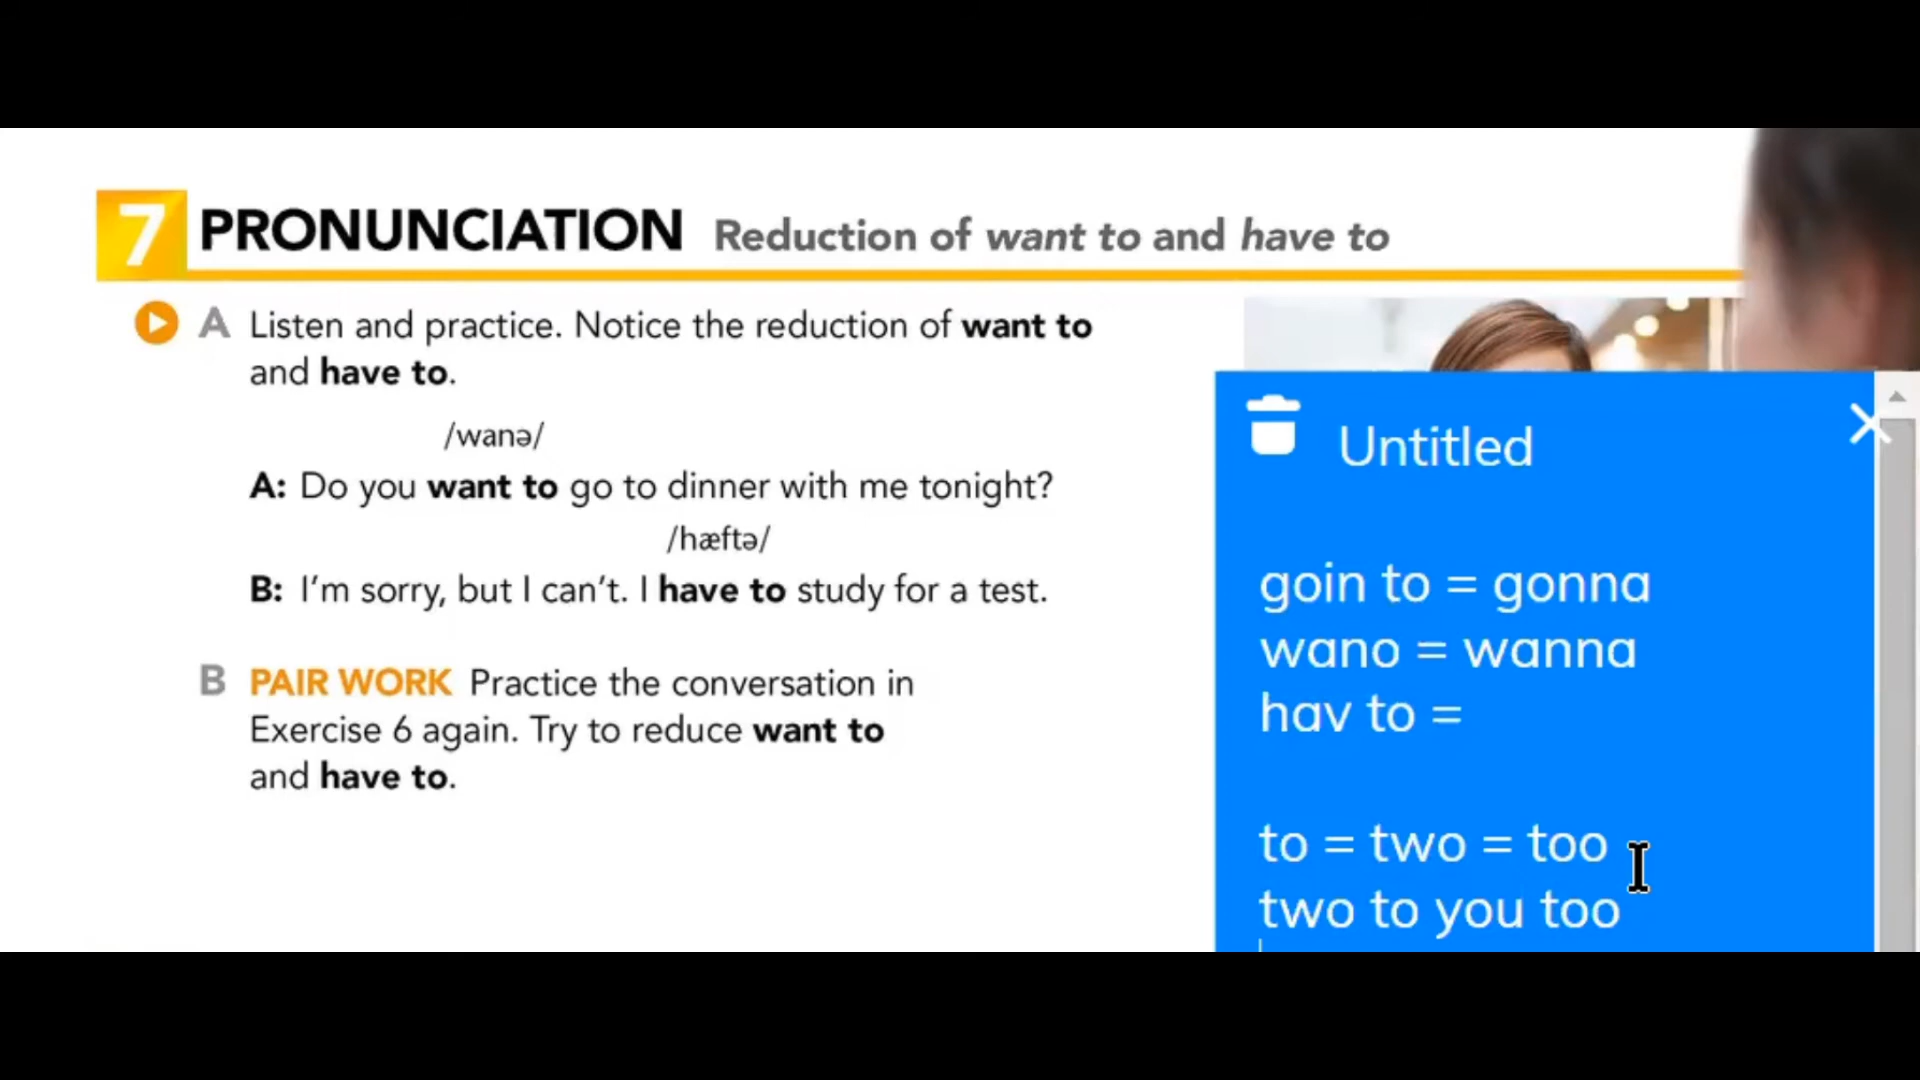 7 PRONUNCIATION Reduction of want to and have to
A Listen and practice. Notice the reduction of want to
and have to.
/wanə/
A: Do you want to go to dinner with me tonight?
/hæftə/
B: I'm sorry, but I can't. I have to study for a test.
B PAIR WORK Practice the conversation in
Exercise 6 again. Try to reduce want to
and have to.
Untitled
goin to = gonna
wano = wanna
hav to =
to = two = too
two to you too